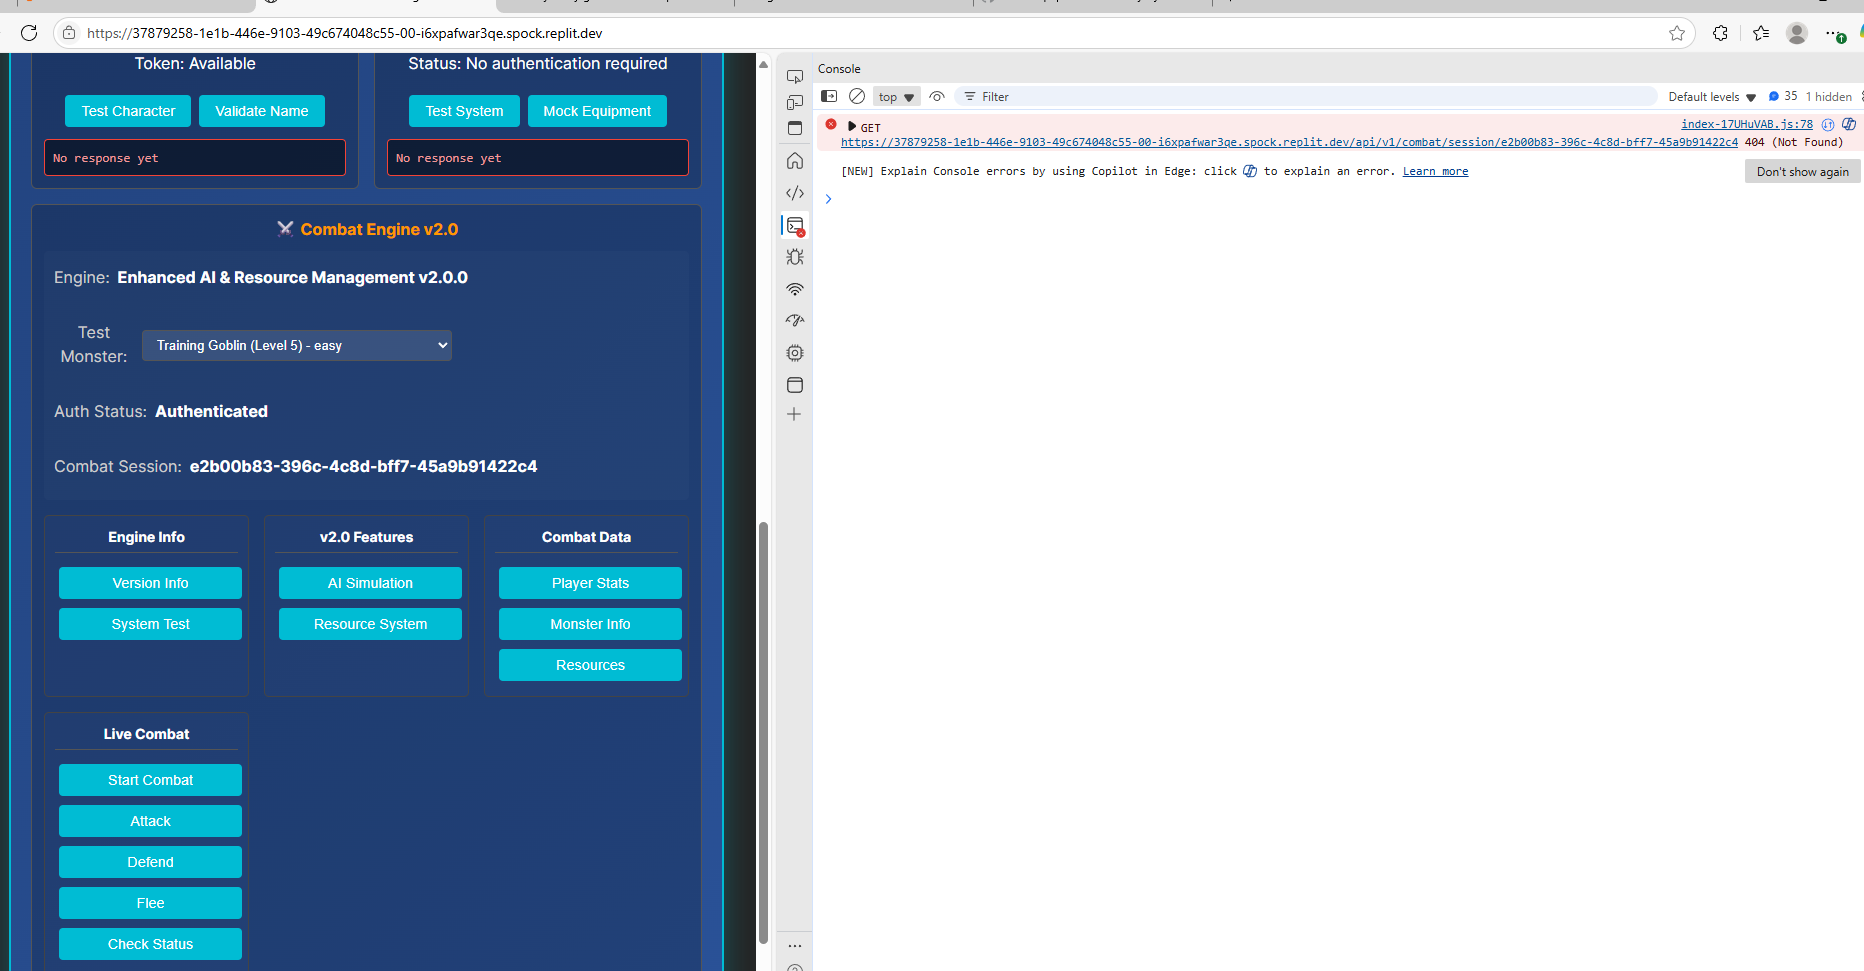 https://37879258-1e1b-446e-9103-49c674048c55-00-i6xpafwar3qe.spock.replit.dev
Token: Available
Test Character
Validate Name
No response yet
Status: No authentication required
Test System
Mock Equipment
No response yet
Combat Engine v2.0
Engine: Enhanced AI & Resource Management v2.0.0
Test
Monster:
Training Goblin (Level 5) - easy
Auth Status: Authenticated
Combat Session: e2b00b83-396c-4c8d-bff7-45a9b91422c4
Engine Info
Version Info
System Test
v2.0 Features
AI Simulation
Resource System
Combat Data
Player Stats
Monster Info
Resources
Live Combat
Start Combat
Attack
Defend
Flee
Check Status
Console
top
Filter
Default levels
35
1 hidden
GET
index-17UHuVAB.js:78
https://37879258-1e1b-446e-9103-49c674048c55-00-i6xpafwar3qe.spock.replit.dev/api/v1/combat/session/e2b00b83-396c-4c8d-bff7-45a9b91422c4 404 (Not Found)
[NEW] Explain Console errors by using Copilot in Edge: click to explain an error. Learn more
Don't show again